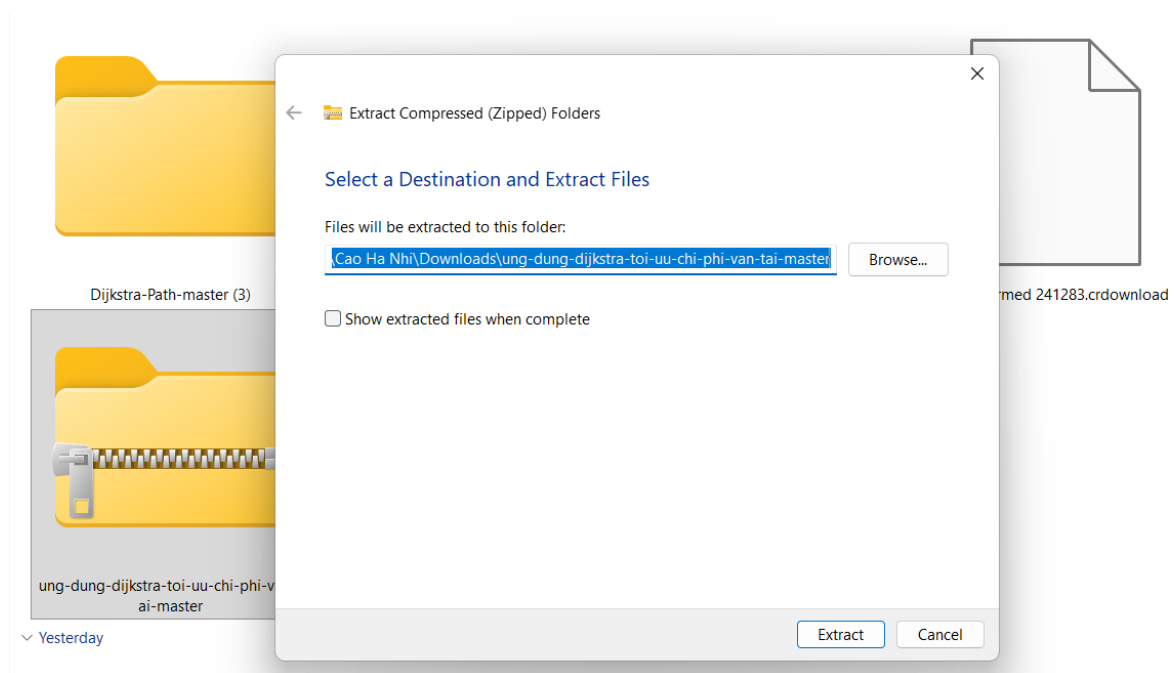 Extract Compressed (Zipped) Folders
Select a Destination and Extract Files
Files will be extracted to this folder:
\Cao Ha Nhi\Downloads\ung-dung-dijkstra-toi-uu-chi-phi-van-tai-master
Browse...
Show extracted files when complete
Extract
Cancel
Dijkstra-Path-master (3)
241283.crdownload
ung-dung-dijkstra-toi-uu-chi-phi-v
ai-master
Yesterday